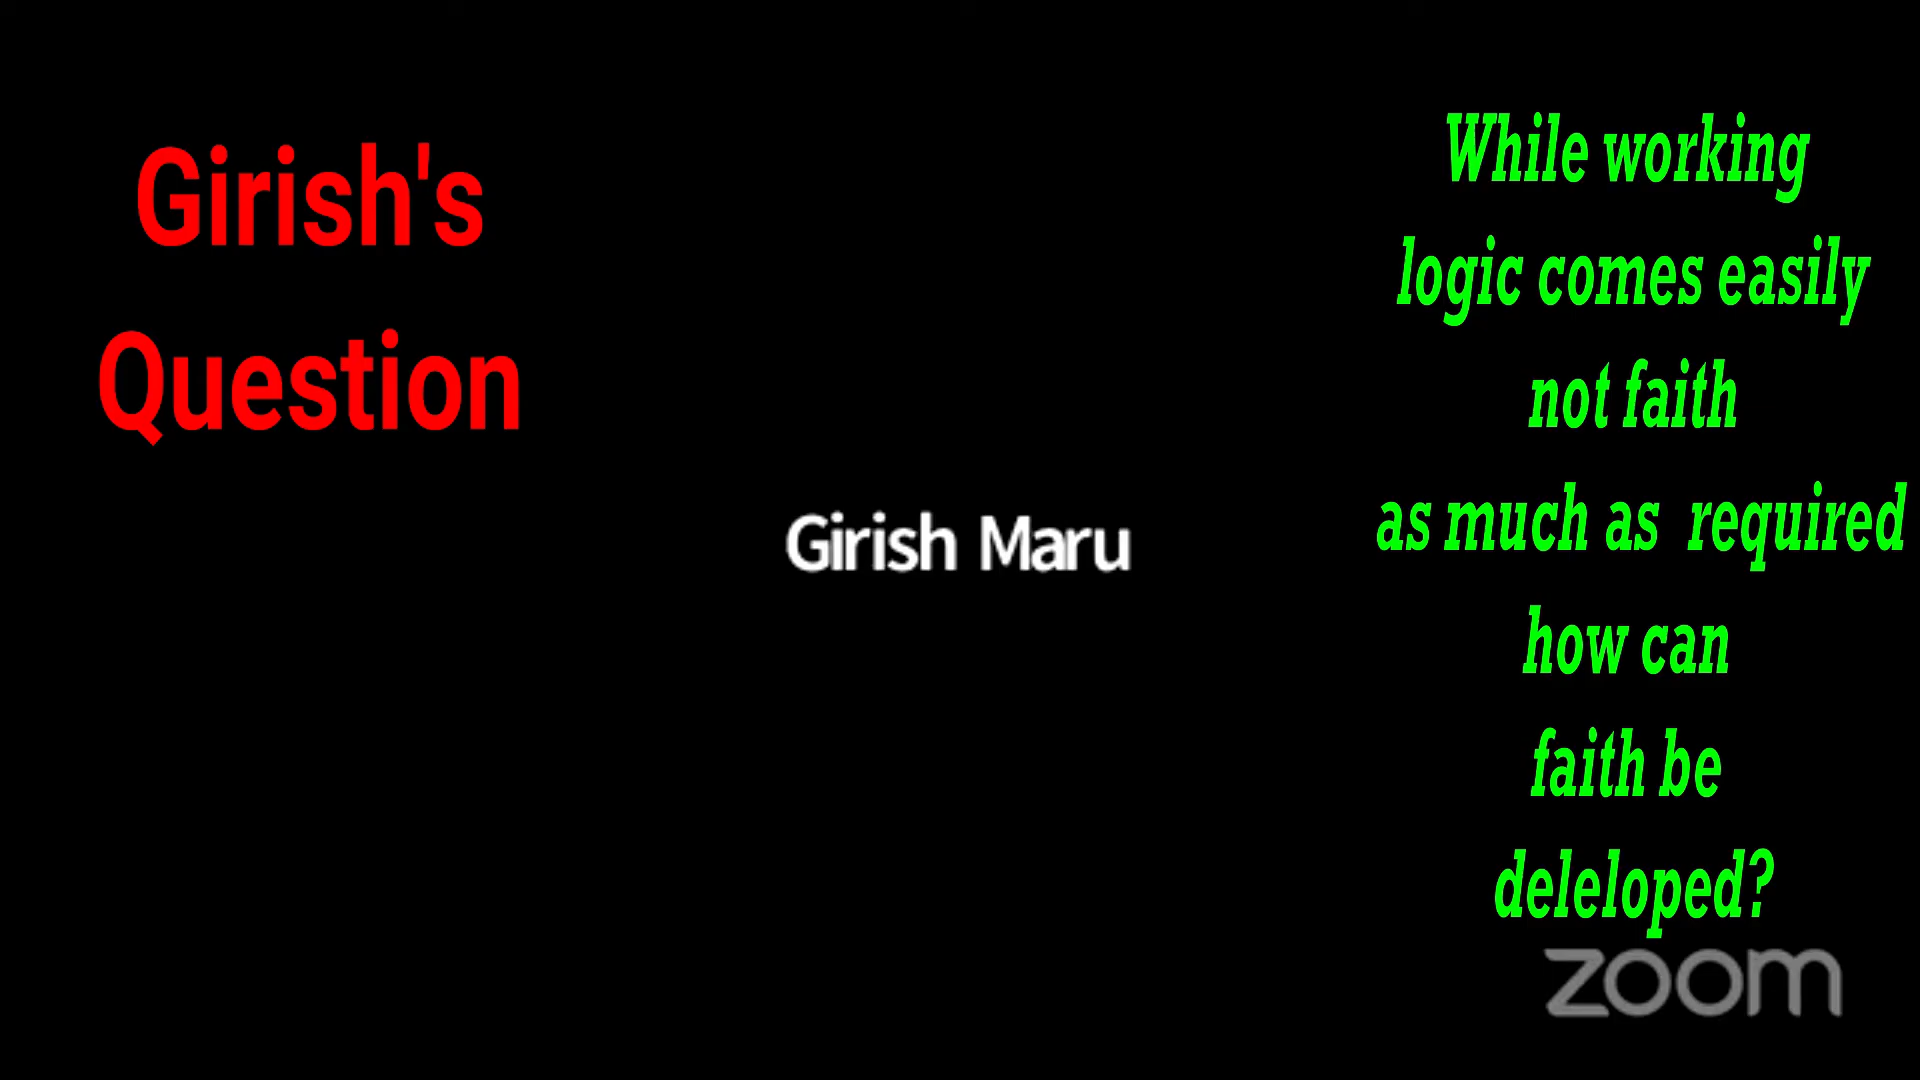 Girish's
Question
Girish Maru
While working
logic comes easily
not faith
as much as  required
how can
faith be
deleloped?
zoom